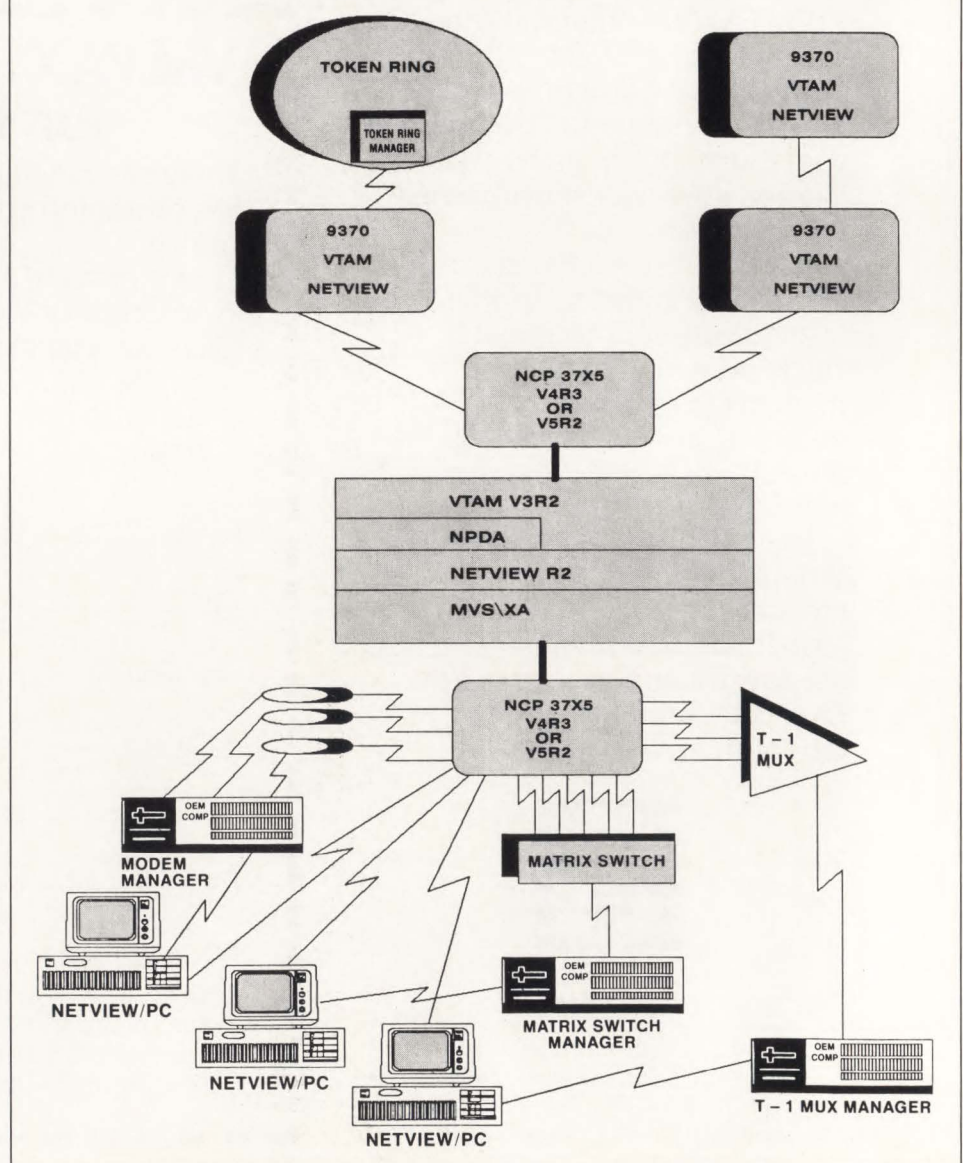 TOKEN RING
TOKEN RING
MANAGER
9370
VTAM
NETVIEW
9370
VTAM
NETVIEW
9370
VTAM
NETVIEW
NCP 37X5
V4R3
OR
V5R2
VTAM V3R2
NPDA
NETVIEW R2
MVS\XA
NCP 37X5
V4R3
OR
V5R2
T – 1
MUX
OEM
COMP
MODEM
MANAGER
MATRIX SWITCH
NETVIEW/PC
OEM
COMP
MATRIX SWITCH
MANAGER
NETVIEW/PC
OEM
COMP
T – 1 MUX MANAGER
NETVIEW/PC